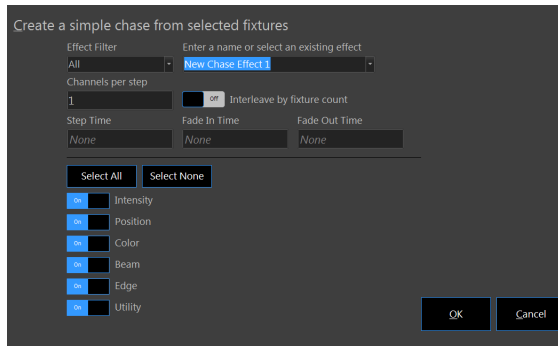 Create a simple chase from selected fixtures
Effect Filter Enter a name or select an existing effect
All New Chase Effect 1
Channels per step
1 Off Interleave by fixture count
Step Time Fade In Time Fade Out Time
None None None
Select All Select None
On Intensity
On Position
On Color
On Beam
On Edge
On Utility
OK Cancel